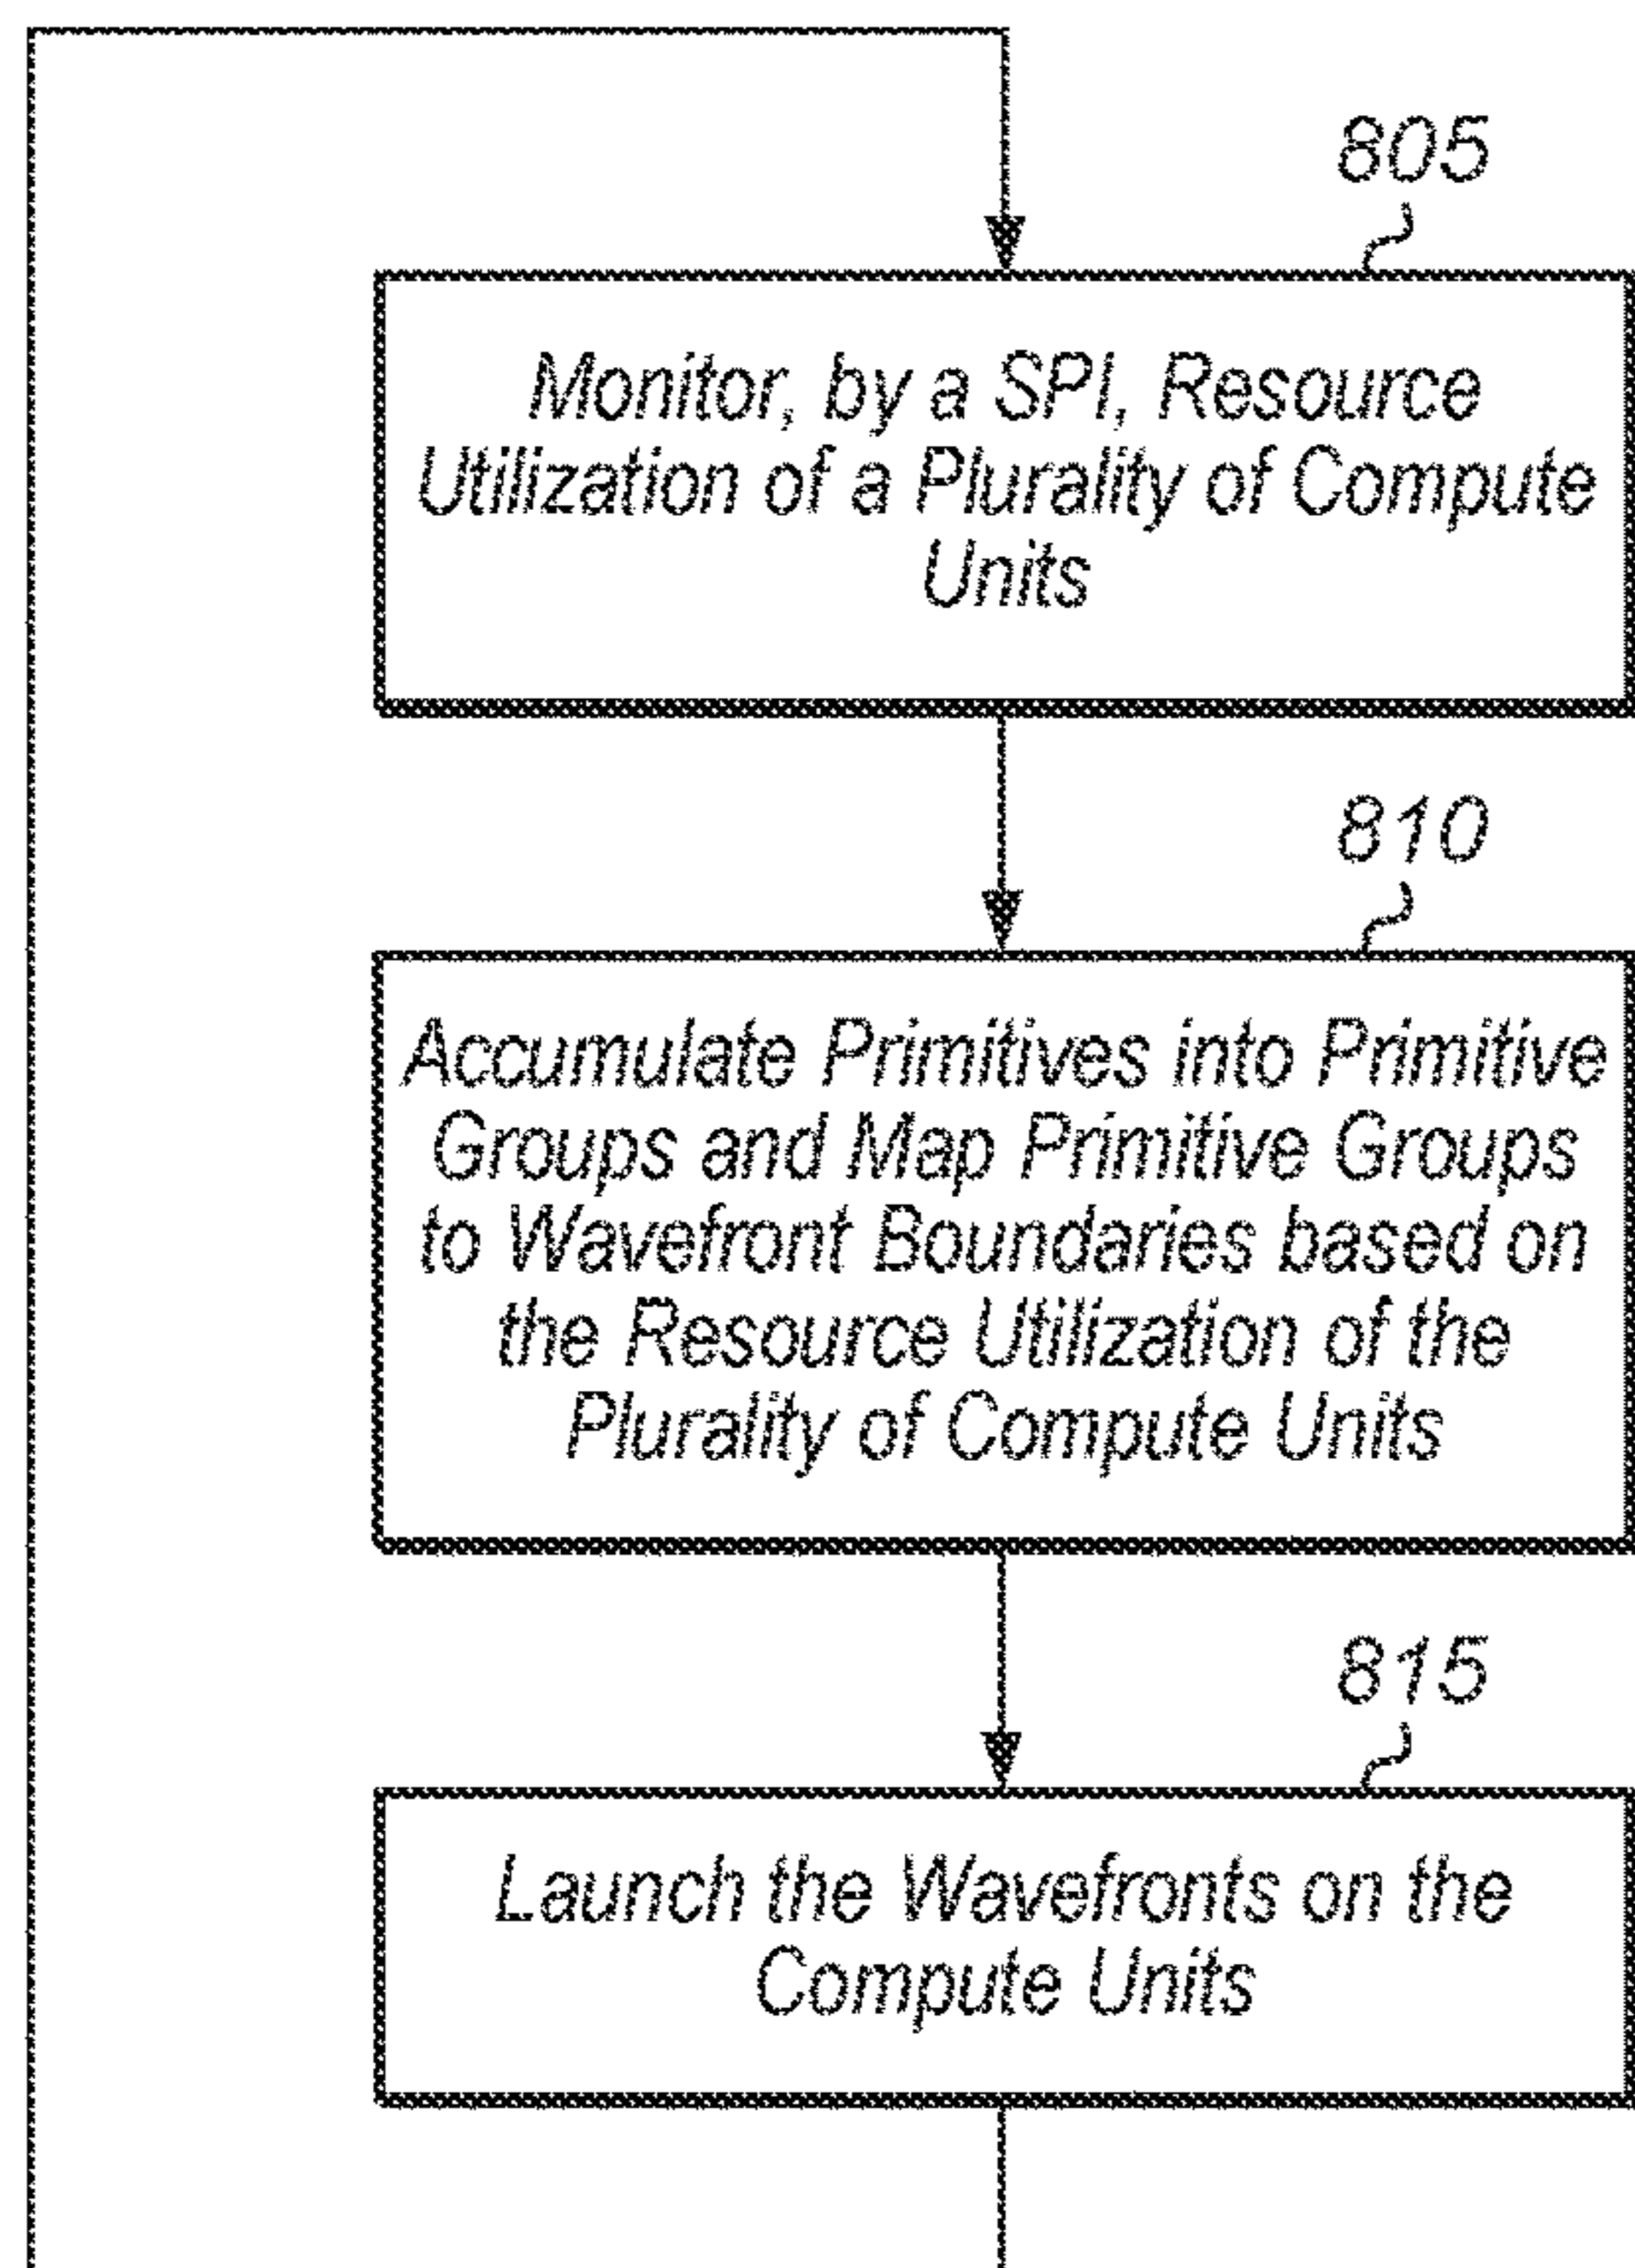 805
Monitor, by a SPI, Resource
Utilization of a Plurality of Compute
Units
810
Accumulate Primitives into Primitive
Groups and Map Primitive Groups
to Wavefront Boundaries based on
the Resource Utilization of the
Plurality of Compute Units
815
Launch the Wavefronts on the
Compute Units